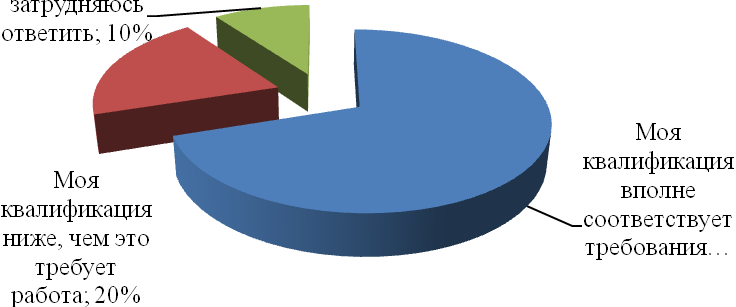 затрудняюсь
ответить; 10%
Моя
квалификация
вполне
соответствует
требования…
Моя
квалификация
ниже, чем это
требует
работа; 20%